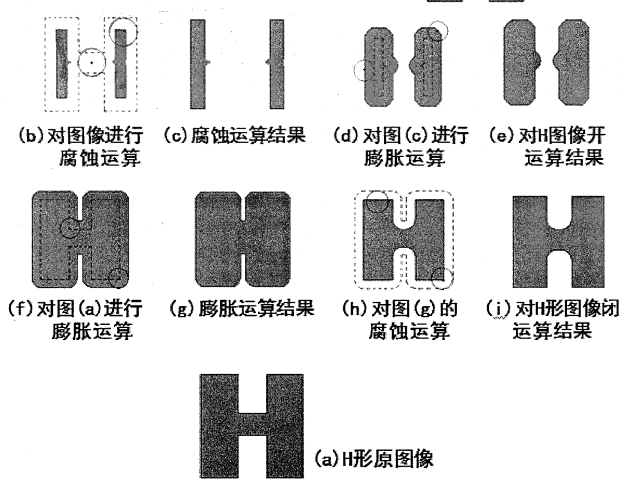 (b)对图像进行
腐蚀运算
(c)腐蚀运算结果
(d)对图(c)进行
膨胀运算
(e)对H图像开
运算结果
(f)对图(a)进行
膨胀运算
(g)膨胀运算结果
(h)对图(g)的
腐蚀运算
(i)对H形图像闭
运算结果
(a)H形原图像